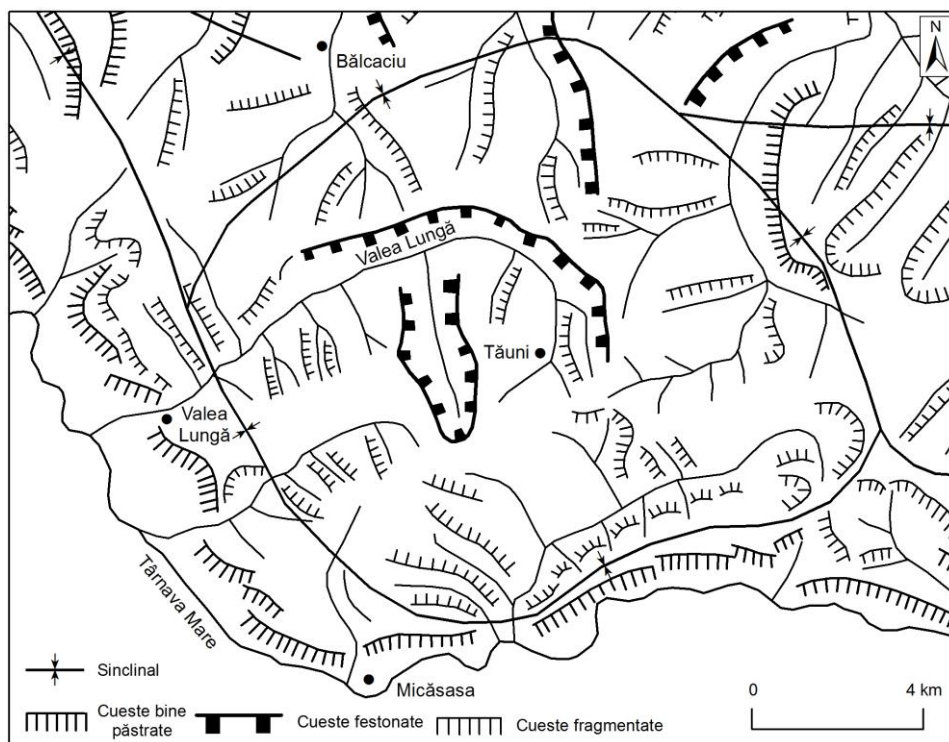 N
Bălcaciu
Valea Lungă
Tăuni
Valea
Lungă
Târnava Mare
Micăsasa
0 4 km
Sinclinal
Cueste bine
păstrate
Cueste festonate
Cueste fragmentate